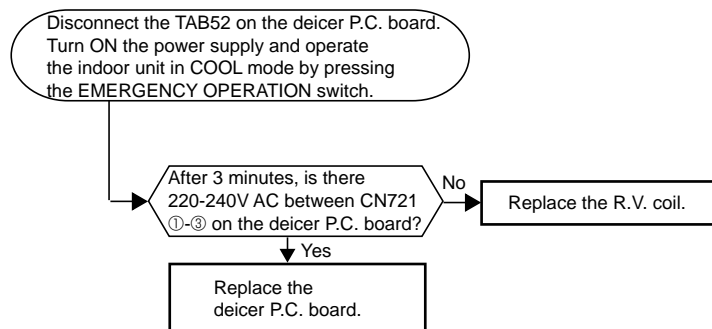 Disconnect the TAB52 on the deicer P.C. board.
Turn ON the power supply and operate
the indoor unit in COOL mode by pressing
the EMERGENCY OPERATION switch.
After 3 minutes, is there
220-240V AC between CN721
①-③ on the deicer P.C. board?
No
Replace the R.V. coil.
Yes
Replace the
deicer P.C. board.